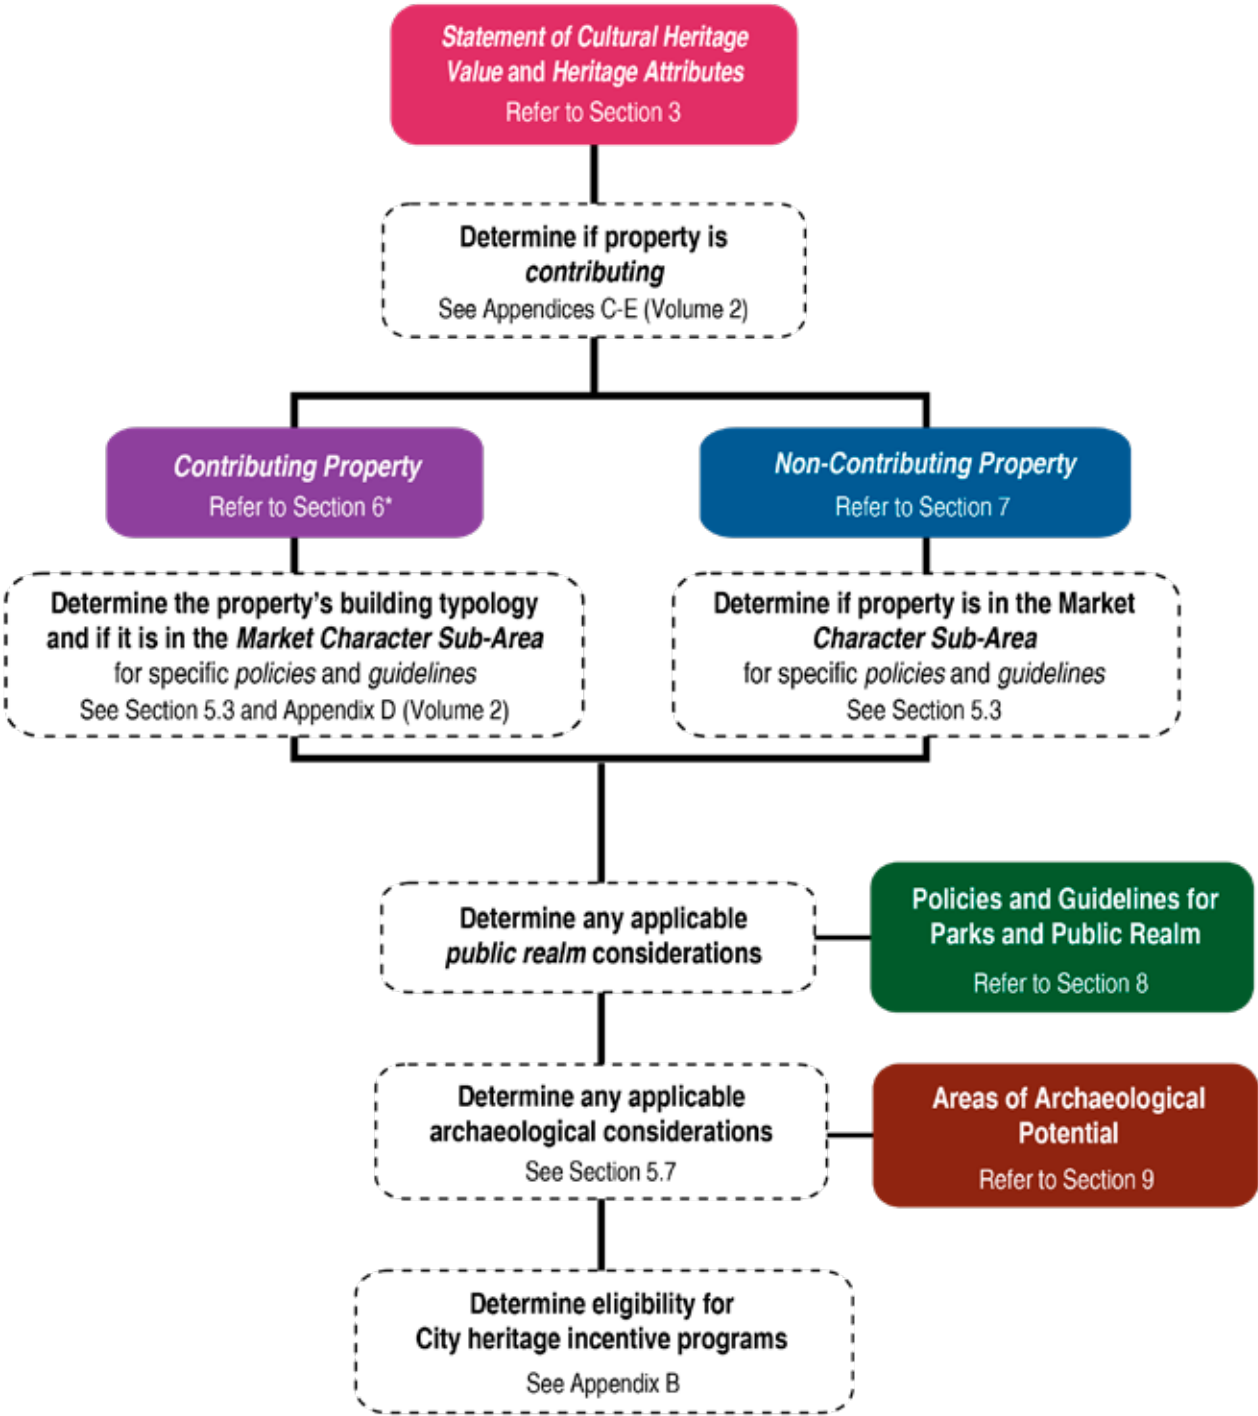 Statement of Cultural Heritage
Value and Heritage Attributes
Refer to Section 3
Determine if property is
contributing
See Appendices C-E (Volume 2)
Contributing Property
Refer to Section 6*
Non-Contributing Property
Refer to Section 7
Determine the property’s building typology
and if it is in the Market Character Sub-Area
for specific policies and guidelines
See Section 5.3 and Appendix D (Volume 2)
Determine if property is in the Market
Character Sub-Area
for specific policies and guidelines
See Section 5.3
Determine any applicable
public realm considerations
Policies and Guidelines for
Parks and Public Realm
Refer to Section 8
Determine any applicable
archaeological considerations
See Section 5.7
Areas of Archaeological
Potential
Refer to Section 9
Determine eligibility for
City heritage incentive programs
See Appendix B